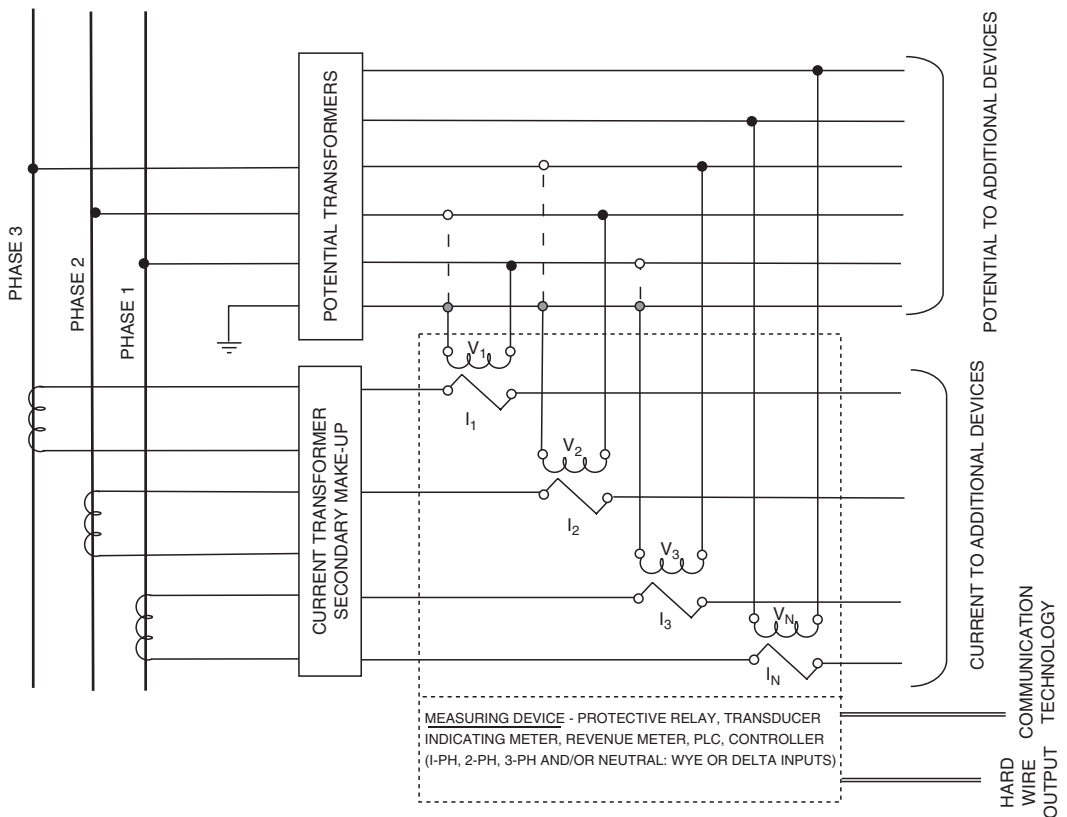 PHASE 3
PHASE 2
PHASE 1
POTENTIAL TRANSFORMERS
POTENTIAL TO ADDITIONAL DEVICES
CURRENT TRANSFORMER
SECONDARY MAKE-UP
V1
I1
V2
I2
V3
I3
VN
IN
CURRENT TO ADDITIONAL DEVICES
MEASURING DEVICE - PROTECTIVE RELAY, TRANSDUCER
INDICATING METER, REVENUE METER, PLC, CONTROLLER
(I-PH, 2-PH, 3-PH AND/OR NEUTRAL: WYE OR DELTA INPUTS)
COMMUNICATION
TECHNOLOGY
HARD
WIRE
OUTPUT